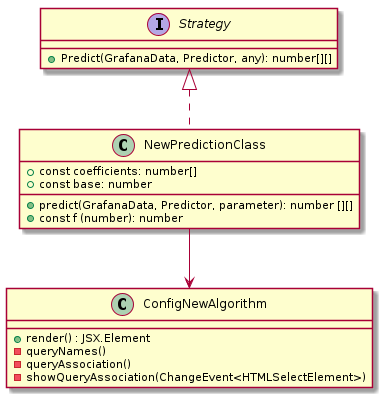 I Strategy
Predict(GrafanaData, Predictor, any): number[][]
C NewPredictionClass
const coefficients: number[]
const base: number
predict(GrafanaData, Predictor, parameter): number [][]
const f (number): number
C ConfigNewAlgorithm
render() : JSX.Element
queryNames()
queryAssociation()
showQueryAssociation(ChangeEvent<HTMLSelectElement>)